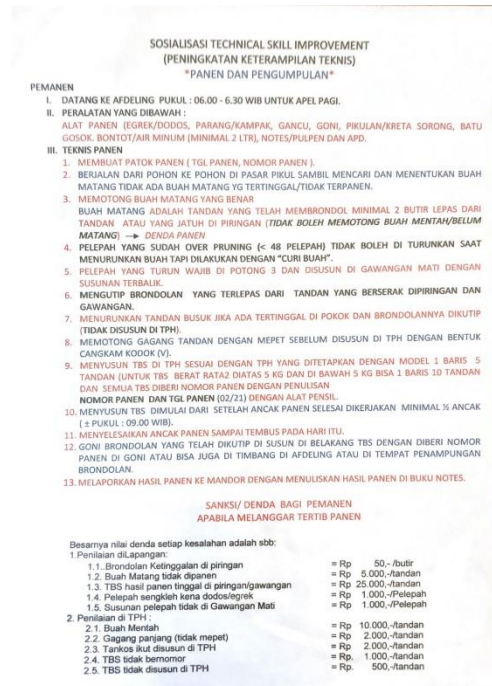 SOSIALISASI TECHNICAL SKILL IMPROVEMENT
(PENINGKATAN KETERAMPILAN TEKNIS)
*PANEN DAN PENGUMPULAN*
PEMANEN
I. DATANG KE AFDELING PUKUL : 06.00 - 6.30 WIB UNTUK APEL PAGI.
II. PERALATAN YANG DIBAWAH :
ALAT PANEN (EGREK/DODOS, PARANG/KAMPAK, GANCU, GONI, PIKULAN/KRETA SORONG, BATU
GOSOK. BONTOT/AIR MINUM (MINIMAL 2 LTR), NOTES/PULPEN DAN APD.
III. TEKNIS PANEN
1. MEMBUAT PATOK PANEN ( TGL PANEN, NOMOR PANEN ).
2. BERJALAN DARI POHON KE POHON DI PASAR PIKUL SAMBIL MENCARI DAN MENENTUKAN BUAH
MATANG TIDAK ADA BUAH MATANG YG TERTINGGAL/TIDAK TERPANEN.
3. MEMOTONG BUAH MATANG YANG BENAR
BUAH MATANG ADALAH TANDAN YANG TELAH MEMBRONDOL MINIMAL 2 BUTIR LEPAS DARI
TANDAN ATAU YANG JATUH DI PIRINGAN (TIDAK BOLEH MEMOTONG BUAH MENTAH/BELUM
MATANG) → DENDA PANEN
4. PELEPAH YANG SUDAH OVER PRUNING (< 48 PELEPAH) TIDAK BOLEH DI TURUNKAN SAAT
MENURUNKAN BUAH TAPI DILAKUKAN DENGAN "CURI BUAH".
5. PELEPAH YANG TURUN WAJIB DI POTONG 3 DAN DISUSUN DI GAWANGAN MATI DENGAN
SUSUNAN TERBALIK.
6. MENGUTIP BRONDOLAN YANG TERLEPAS DARI TANDAN YANG BERSERAK DIPIRINGAN DAN
GAWANGAN.
7. MENURUNKAN TANDAN BUSUK JIKA ADA TERTINGGAL DI POKOK DAN BRONDOLANNYA DIKUTIP
(TIDAK DISUSUN DI TPH).
8. MEMOTONG GAGANG TANDAN DENGAN MEPET SEBELUM DISUSUN DI TPH DENGAN BENTUK
CANGKAM KODOK (V).
9. MENYUSUN TBS DI TPH SESUAI DENGAN TPH YANG DITETAPKAN DENGAN MODEL 1 BARIS 5
TANDAN (UNTUK TBS BERAT RATA2 DIATAS 5 KG DAN DI BAWAH 5 KG BISA 1 BARIS 10 TANDAN
DAN SEMUA TBS DIBERI NOMOR PANEN DENGAN PENULISAN
NOMOR PANEN DAN TGL PANEN (02/21) DENGAN ALAT PENSIL.
10. MENYUSUN TBS DIMULAI DARI SETELAH ANCAK PANEN SELESAI DIKERJAKAN MINIMAL ½ ANCAK
( ± PUKUL : 09.00 WIB).
11. MENYELESAIKAN ANCAK PANEN SAMPAI TEMBUS PADA HARI ITU.
12. GONI BRONDOLAN YANG TELAH DIKUTIP DI SUSUN DI BELAKANG TBS DENGAN DIBERI NOMOR
PANEN DI GONI ATAU BISA JUGA DI TIMBANG DI AFDELING ATAU DI TEMPAT PENAMPUNGAN
BRONDOLAN.
13. MELAPORKAN HASIL PANEN KE MANDOR DENGAN MENULISKAN HASIL PANEN DI BUKU NOTES.
SANKSI/ DENDA BAGI PEMANEN
APABILA MELANGGAR TERTIB PANEN
Besarnya nilai denda setiap kesalahan adalah sbb:
1.Penilaian diLapangan:
1.1..Brondolan Ketinggalan di piringan = Rp 50,- /butir
1.2. Buah Matang tidak dipanen = Rp 5.000,-/tandan
1.3. TBS hasil panen tinggal di piringan/gawangan = Rp 25.000,-/tandan
1.4. Pelepah sengkleh kena dodos/egrek = Rp 1.000,-/Pelepah
1.5. Susunan pelepah tidak di Gawangan Mati = Rp 1.000,-/Pelepah
2. Penilaian di TPH :
2.1. Buah Mentah = Rp 10.000,-/tandan
2.2. Gagang panjang (tidak mepet) = Rp 2.000,-/tandan
2.3. Tankos ikut disusun di TPH = Rp 2.000,-/tandan
2.4. TBS tidak bernomor = Rp. 1.000,-/tandan
2.5. TBS tidak disusun di TPH = Rp. 500,-/tandan